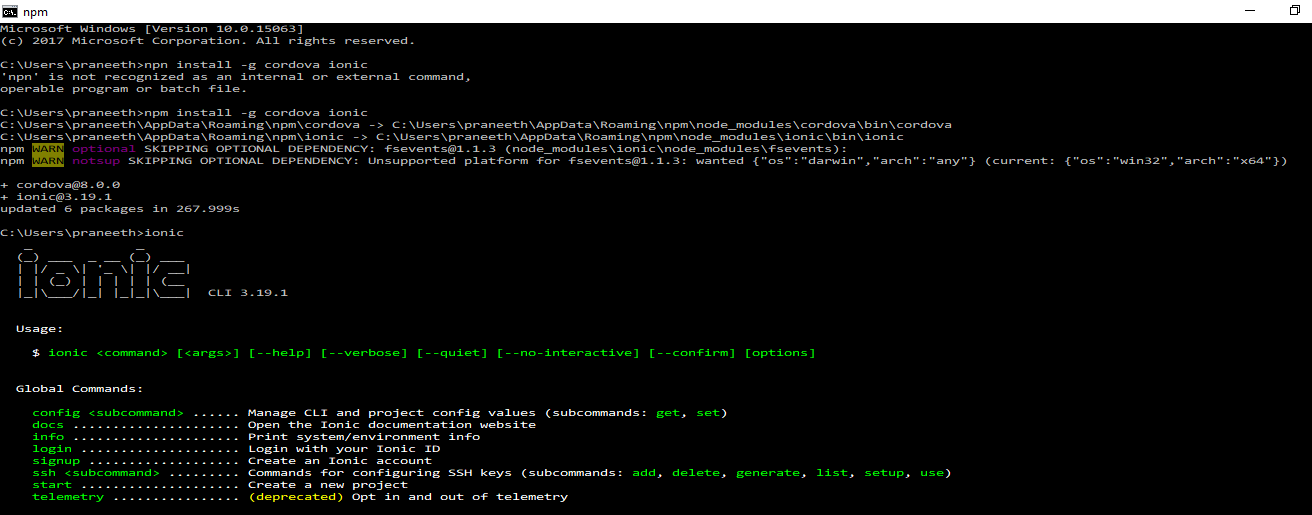 npm
Microsoft Windows [Version 10.0.15063]
(c) 2017 Microsoft Corporation. All rights reserved.
C:\Users\praneeth>npn install -g cordova ionic
'npn' is not recognized as an internal or external command,
operable program or batch file.
C:\Users\praneeth>npm install -g cordova ionic
C:\Users\praneeth\AppData\Roaming\npm\cordova -> C:\Users\praneeth\AppData\Roaming\npm\node_modules\cordova\bin\cordova
C:\Users\praneeth\AppData\Roaming\npm\ionic -> C:\Users\praneeth\AppData\Roaming\npm\node_modules\ionic\bin\ionic
npm WARN optional SKIPPING OPTIONAL DEPENDENCY: fsevents@1.1.3 (node_modules\ionic\node_modules\fsevents):
npm WARN notsup SKIPPING OPTIONAL DEPENDENCY: Unsupported platform for fsevents@1.1.3: wanted {"os":"darwin","arch":"any"} (current: {"os":"win32","arch":"x64"})
+ cordova@8.0.0
+ ionic@3.19.1
updated 6 packages in 267.999s
C:\Users\praneeth>ionic
ionic CLI 3.19.1
Usage:
$ ionic <command> [<args>] [--help] [--verbose] [--quiet] [--no-interactive] [--confirm] [options]
Global Commands:
config <subcommand> ...... Manage CLI and project config values (subcommands: get, set)
docs ..................... Open the Ionic documentation website
info ..................... Print system/environment info
login .................... Login with your Ionic ID
signup ................... Create an Ionic account
ssh <subcommand> ......... Commands for configuring SSH keys (subcommands: add, delete, generate, list, setup, use)
start .................... Create a new project
telemetry ................ (deprecated) Opt in and out of telemetry